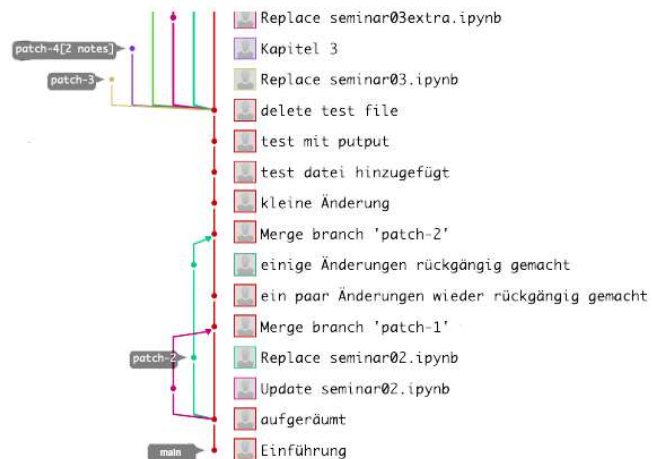 Replace seminar03extra.ipynb
patch-4[2 notes] Kapitel 3
patch-3 Replace seminar03.ipynb
delete test file
test mit putput
test datei hinzugefügt
kleine Änderung
Merge branch 'patch-2'
einige Änderungen rückgängig gemacht
ein paar Änderungen wieder rückgängig gemacht
Merge branch 'patch-1'
patch-2 Replace seminar02.ipynb
Update seminar02.ipynb
aufgeräumt
main Einführung